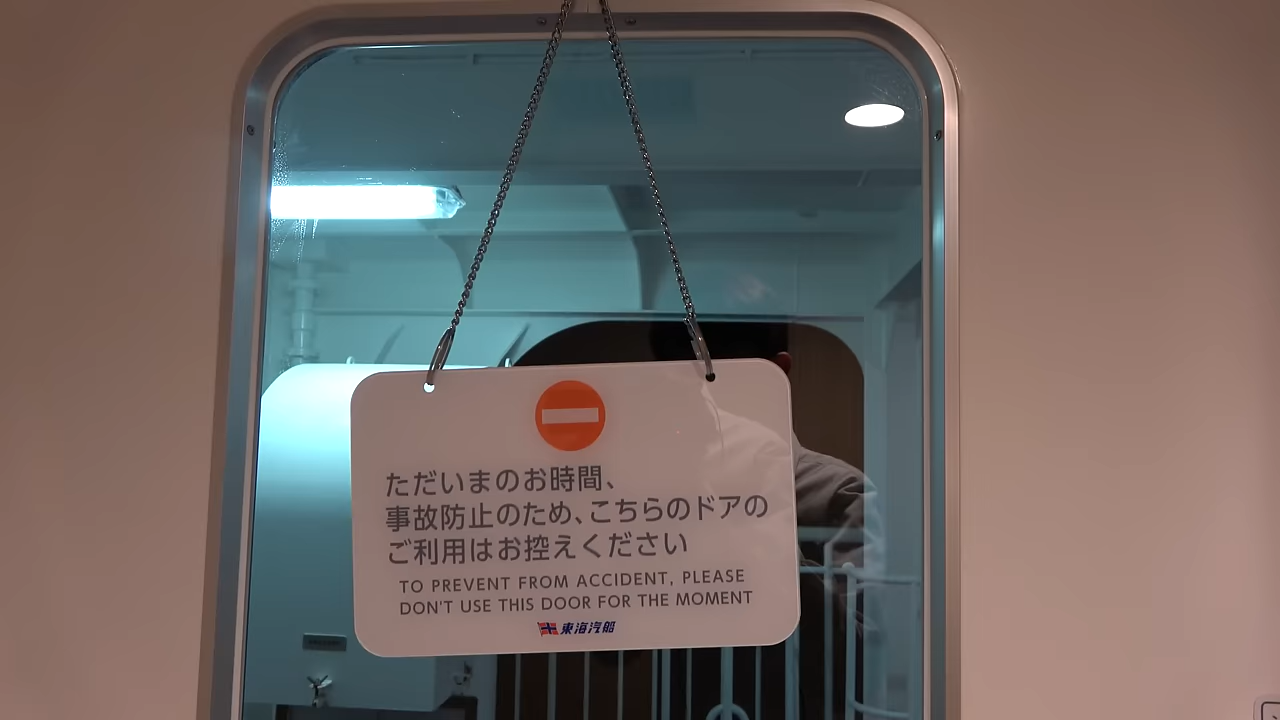 ただいまのお時間、
事故防止のため、こちらのドアの
ご利用はお控えください
TO PREVENT FROM ACCIDENT, PLEASE
DON'T USE THIS DOOR FOR THE MOMENT
東海汽船